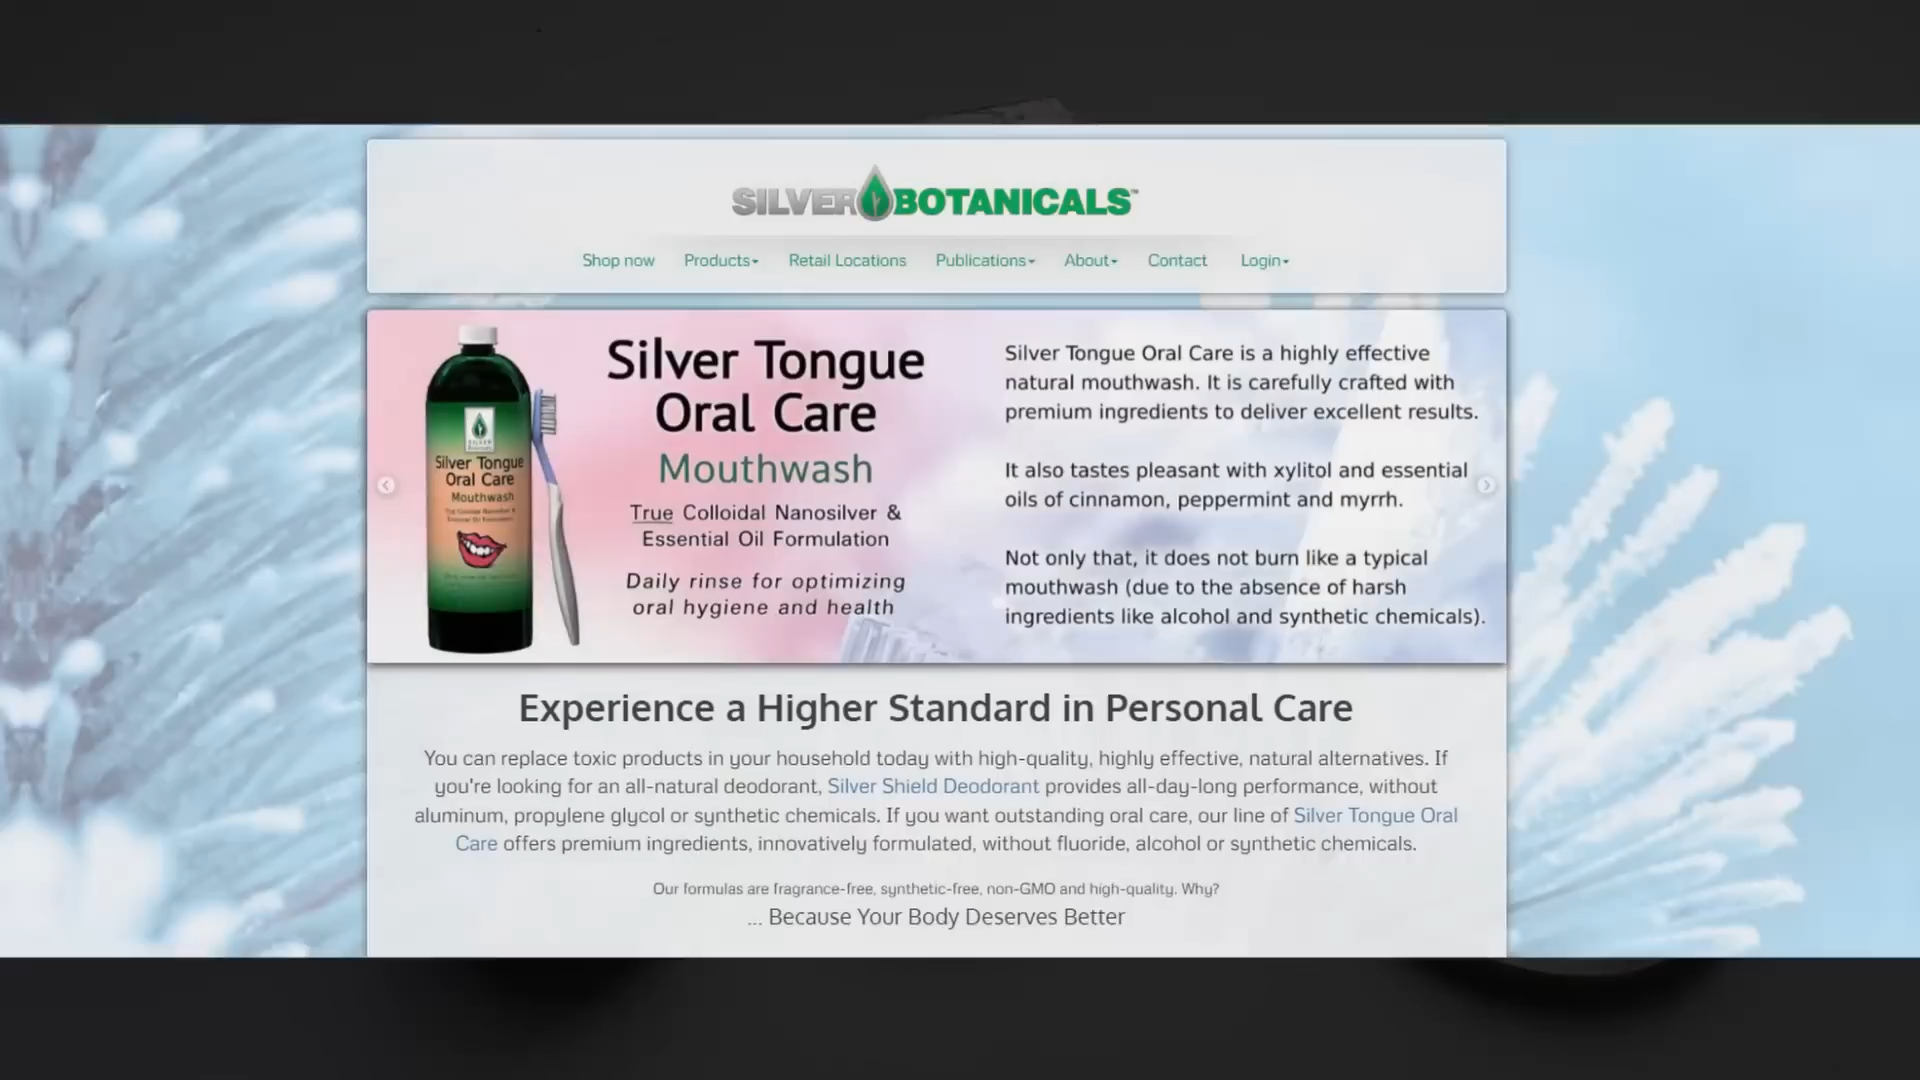 SILVER BOTANICALS™
Shop now Products Retail Locations Publications About Contact Login
Silver Tongue
Oral Care
Mouthwash
True Colloidal Nanosilver &
Essential Oil Formulation
Daily rinse for optimizing
oral hygiene and health
Silver Tongue Oral Care is a highly effective
natural mouthwash. It is carefully crafted with
premium ingredients to deliver excellent results.
It also tastes pleasant with xylitol and essential
oils of cinnamon, peppermint and myrrh.
Not only that, it does not burn like a typical
mouthwash (due to the absence of harsh
ingredients like alcohol and synthetic chemicals).
SILVER
Silver Tongue
Oral Care
Mouthwash
True Colloidal Nanosilver &
Essential Oil Formulation
Experience a Higher Standard in Personal Care
You can replace toxic products in your household today with high-quality, highly effective, natural alternatives. If
you're looking for an all-natural deodorant, Silver Shield Deodorant provides all-day-long performance, without
aluminum, propylene glycol or synthetic chemicals. If you want outstanding oral care, our line of Silver Tongue Oral
Care offers premium ingredients, innovatively formulated, without fluoride, alcohol or synthetic chemicals.
Our formulas are fragrance-free, synthetic-free, non-GMO and high-quality. Why?
... Because Your Body Deserves Better